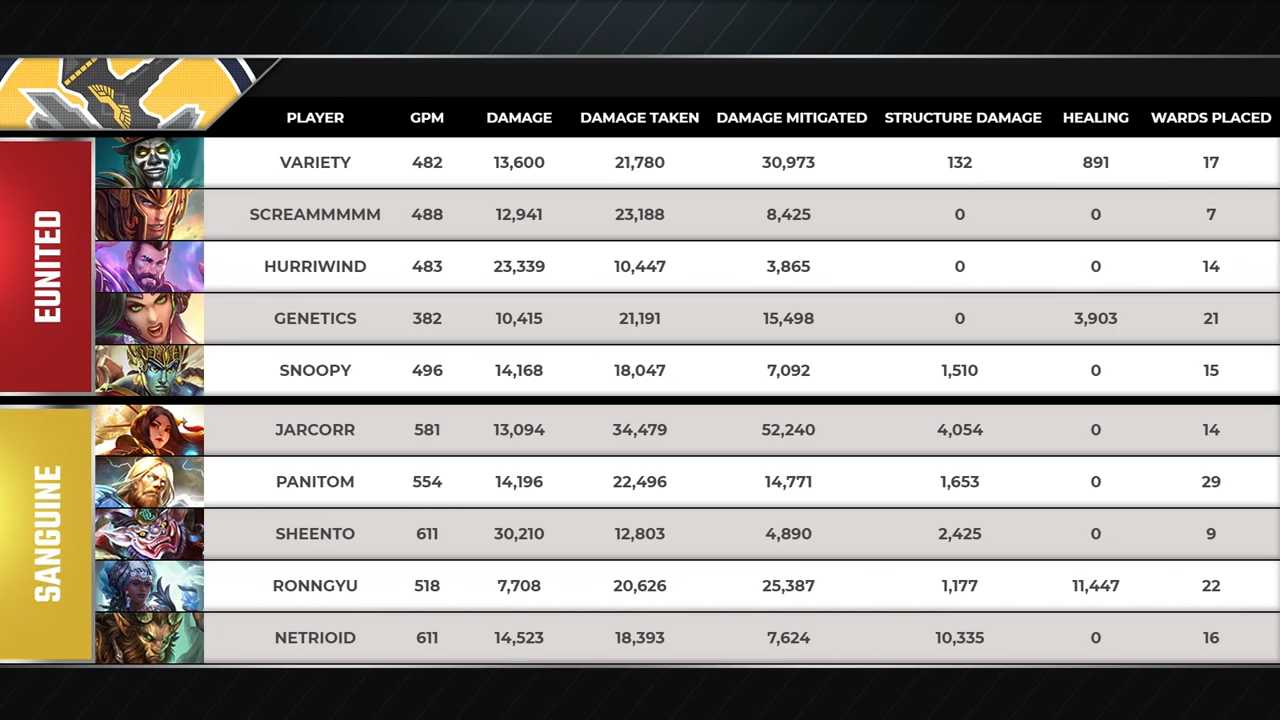 PLAYER GPM DAMAGE DAMAGE TAKEN DAMAGE MITIGATED STRUCTURE DAMAGE HEALING WARDS PLACED
EUNITED
VARIETY 482 13,600 21,780 30,973 132 891 17
SCREAMMMMM 488 12,941 23,188 8,425 0 0 7
HURRIWIND 483 23,339 10,447 3,865 0 0 14
GENETICS 382 10,415 21,191 15,498 0 3,903 21
SNOOPY 496 14,168 18,047 7,092 1,510 0 15
SANGUINE
JARCORR 581 13,094 34,479 52,240 4,054 0 14
PANITOM 554 14,196 22,496 14,771 1,653 0 29
SHEENTO 611 30,210 12,803 4,890 2,425 0 9
RONNGYU 518 7,708 20,626 25,387 1,177 11,447 22
NETRIOID 611 14,523 18,393 7,624 10,335 0 16